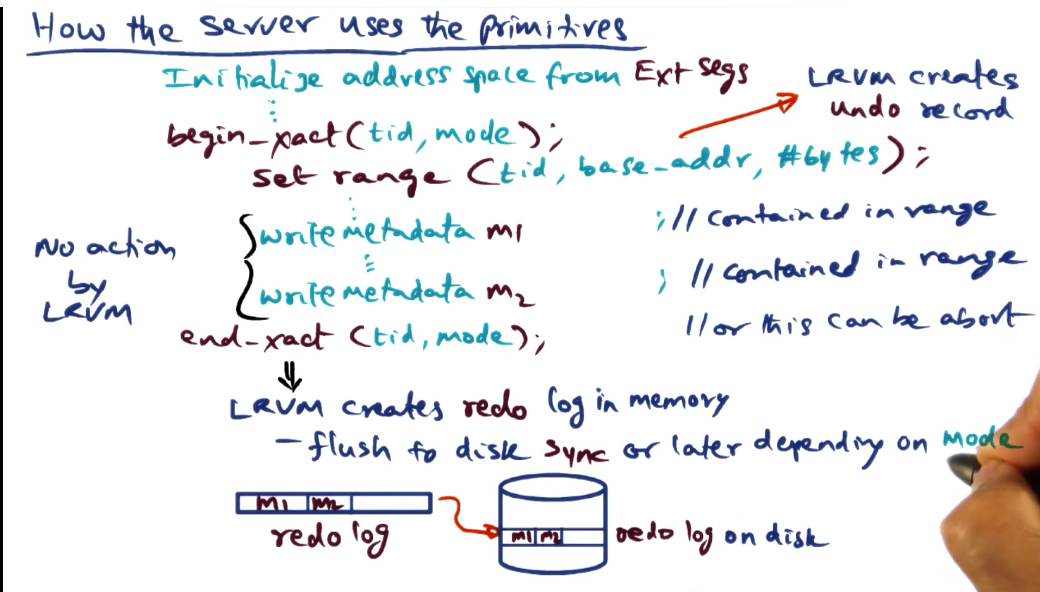 How the server uses the primitives
Initialize address space from Ext segs
LRVM creates
undo record
begin_xact(tid, mode);
set range (tid, base_addr, #bytes);
write metadata m1 ; // contained in range
No action
by
LRVM
write metadata m2 ; // contained in range
end_xact (tid, mode); // or this can be abort
LRVM creates redo log in memory
- flush to disk sync or later depending on mode
m1 m2
redo log
m1 m2
redo log on disk